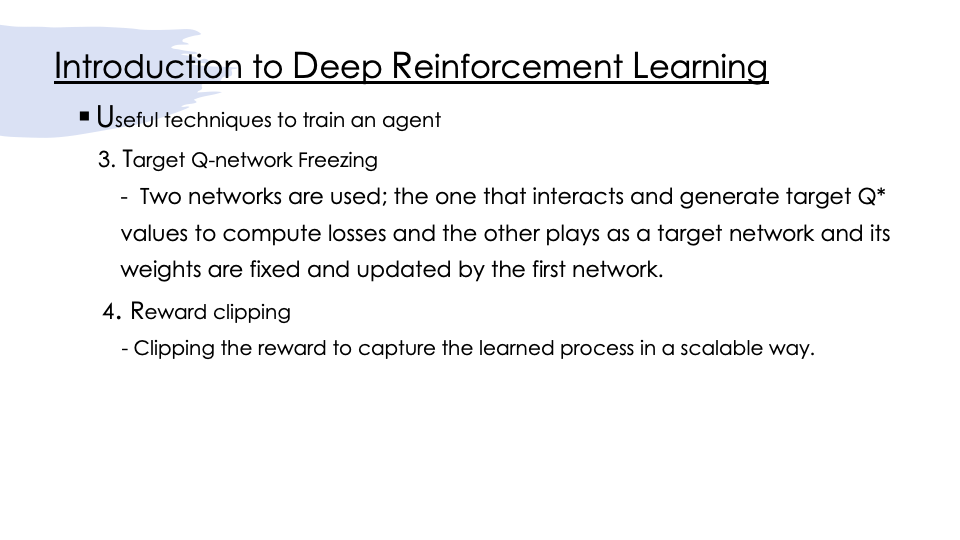 Introduction to Deep Reinforcement Learning
▪ Useful techniques to train an agent
3. Target Q-network Freezing
- Two networks are used; the one that interacts and generate target Q*
values to compute losses and the other plays as a target network and its
weights are fixed and updated by the first network.
4. Reward clipping
- Clipping the reward to capture the learned process in a scalable way.